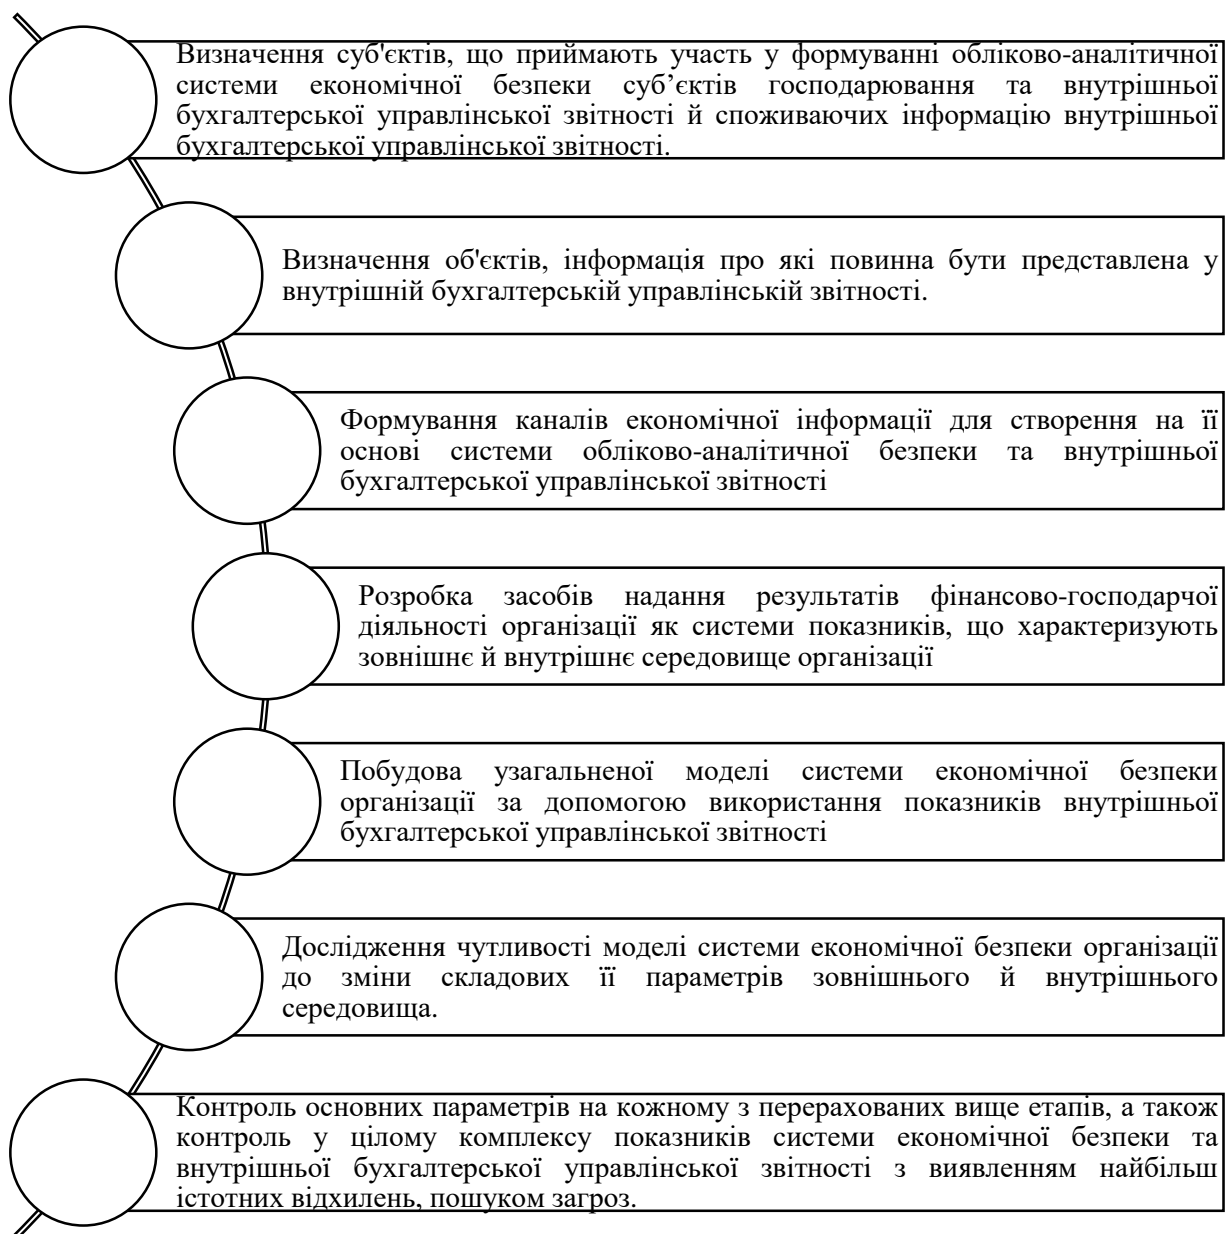 Визначення суб'єктів, що приймають участь у формуванні обліково-аналітичної
системи економічної безпеки суб’єктів господарювання та внутрішньої
бухгалтерської управлінської звітності й споживаючих інформацію внутрішньої
бухгалтерської управлінської звітності.
Визначення об'єктів, інформація про які повинна бути представлена у
внутрішній бухгалтерській управлінській звітності.
Формування каналів економічної інформації для створення на її
основі системи обліково-аналітичної безпеки та внутрішньої
бухгалтерської управлінської звітності
Розробка засобів надання результатів фінансово-господарчої
діяльності організації як системи показників, що характеризують
зовнішнє й внутрішнє середовище організації
Побудова узагальненої моделі системи економічної безпеки
організації за допомогою використання показників внутрішньої
бухгалтерської управлінської звітності
Дослідження чутливості моделі системи економічної безпеки організації
до зміни складових її параметрів зовнішнього й внутрішнього
середовища.
Контроль основних параметрів на кожному з перерахованих вище етапів, а також
контроль у цілому комплексу показників системи економічної безпеки та
внутрішньої бухгалтерської управлінської звітності з виявленням найбільш
істотних відхилень, пошуком загроз.